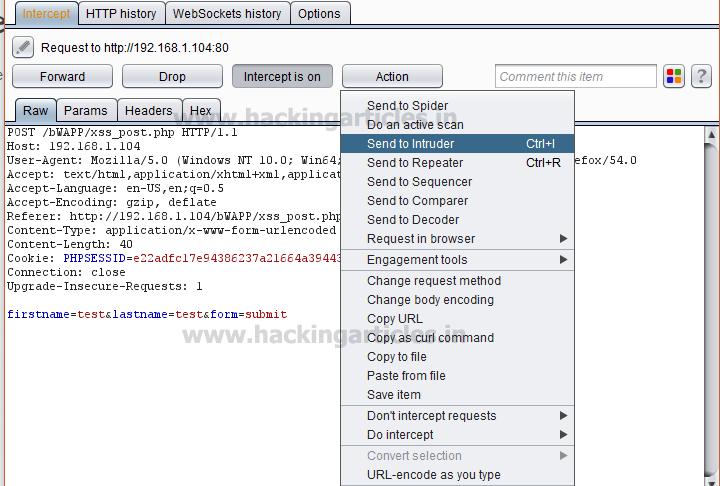 Intercept HTTP history WebSockets history Options
Request to http://192.168.1.104:80
Forward Drop Intercept is on Action Comment this item ?
Raw Params Headers Hex
www.hackingarticles.in
POST /bWAPP/xss_post.php HTTP/1.1
Host: 192.168.1.104
User-Agent: Mozilla/5.0 (Windows NT 10.0; Win64; efox/54.0
Accept: text/html,application/xhtml+xml,applicat
Accept-Language: en-US,en;q=0.5
Accept-Encoding: gzip, deflate
Referer: http://192.168.1.104/bWAPP/xss_post.php
Content-Type: application/x-www-form-urlencoded
Content-Length: 40
Cookie: PHPSESSID=e22adfc17e94386237a21664a39443
Connection: close
Upgrade-Insecure-Requests: 1
firstname=test&lastname=test&form=submit
www.hackingarticles.in
Send to Spider
Do an active scan
Send to Intruder Ctrl+I
Send to Repeater Ctrl+R
Send to Sequencer
Send to Comparer
Send to Decoder
Request in browser
Engagement tools
Change request method
Change body encoding
Copy URL
Copy as curl command
Copy to file
Paste from file
Save item
Don't intercept requests
Do intercept
Convert selection
URL-encode as you type